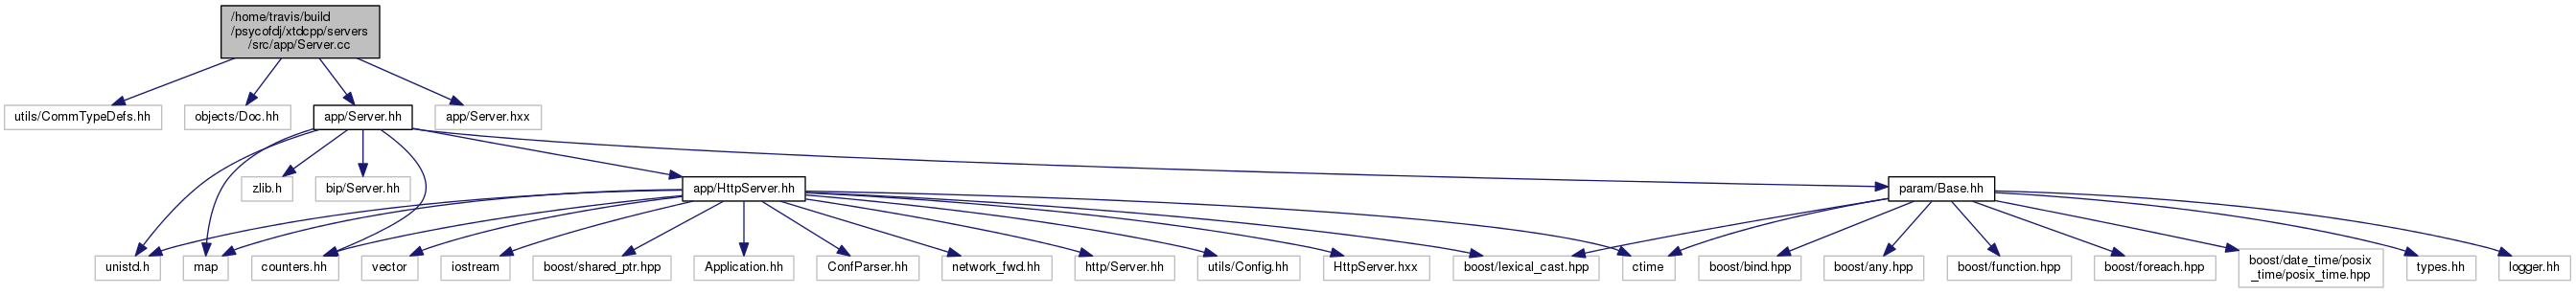 /home/travis/build
/psycofdj/xtdcpp/servers
/src/app/Server.cc
utils/CommTypeDefs.hh
objects/Doc.hh
app/Server.hh
app/Server.hxx
zlib.h
bip/Server.hh
app/HttpServer.hh
param/Base.hh
unistd.h
map
counters.hh
vector
iostream
boost/shared_ptr.hpp
Application.hh
ConfParser.hh
network_fwd.hh
http/Server.hh
utils/Config.hh
HttpServer.hxx
boost/lexical_cast.hpp
ctime
boost/bind.hpp
boost/any.hpp
boost/function.hpp
boost/foreach.hpp
boost/date_time/posix
_time/posix_time.hpp
types.hh
logger.hh